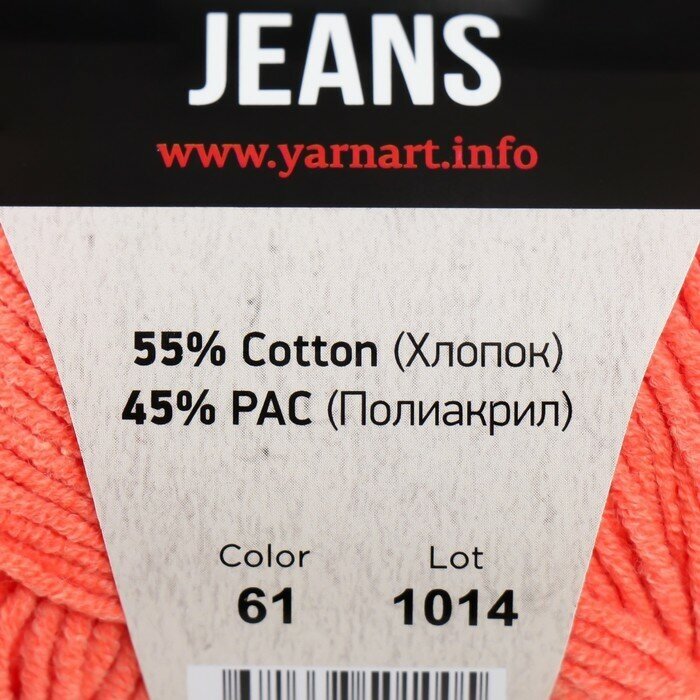 JEANS
www.yarnart.info
55% Cotton (Хлопок)
45% PAC (Полиакрил)
Color Lot
61 1014